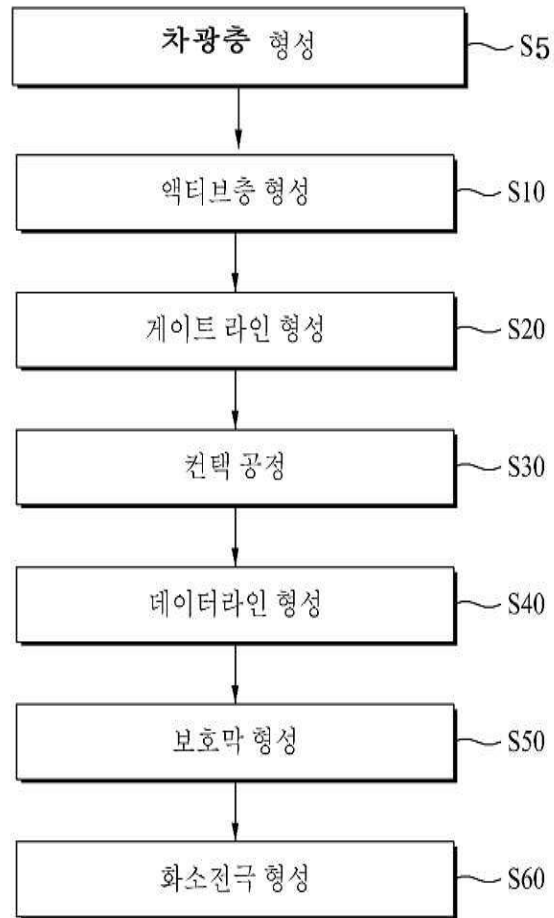 차광층 형성
S5
액티브층 형성
S10
게이트 라인 형성
S20
컨택 공정
S30
데이터라인 형성
S40
보호막 형성
S50
화소전극 형성
S60